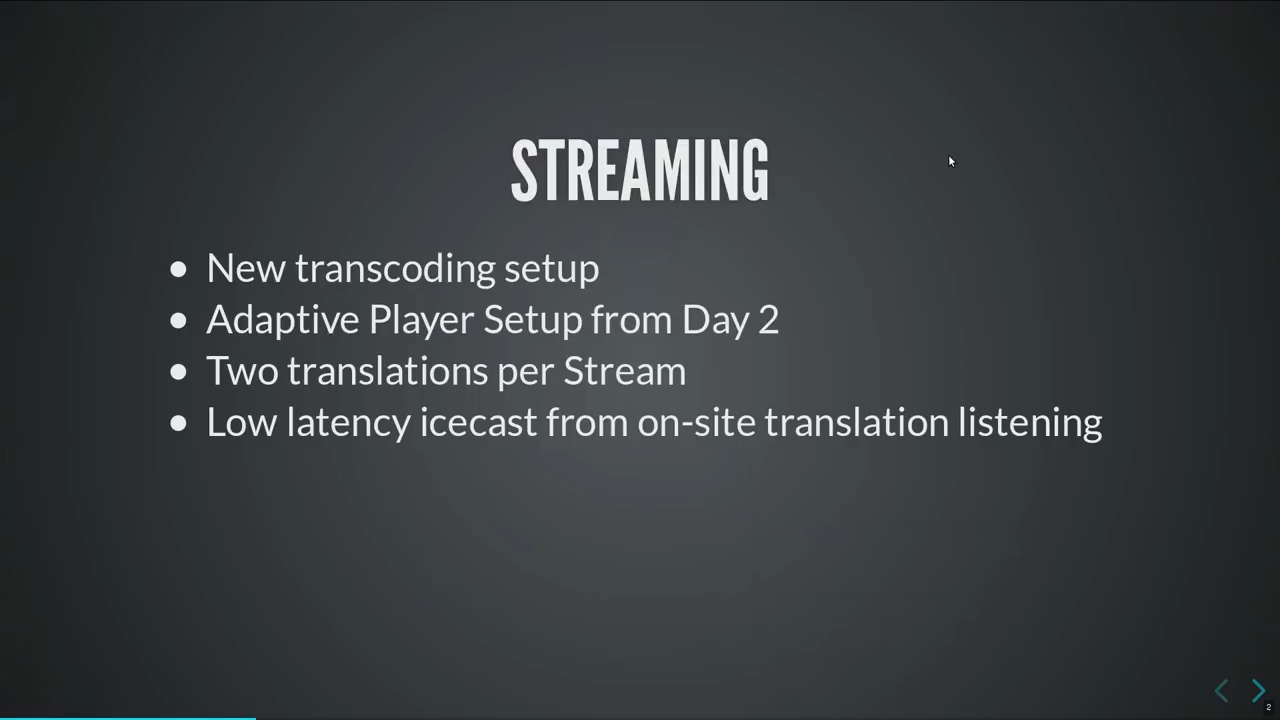 STREAMING
• New transcoding setup
• Adaptive Player Setup from Day 2
• Two translations per Stream
• Low latency icecast from on-site translation listening
2